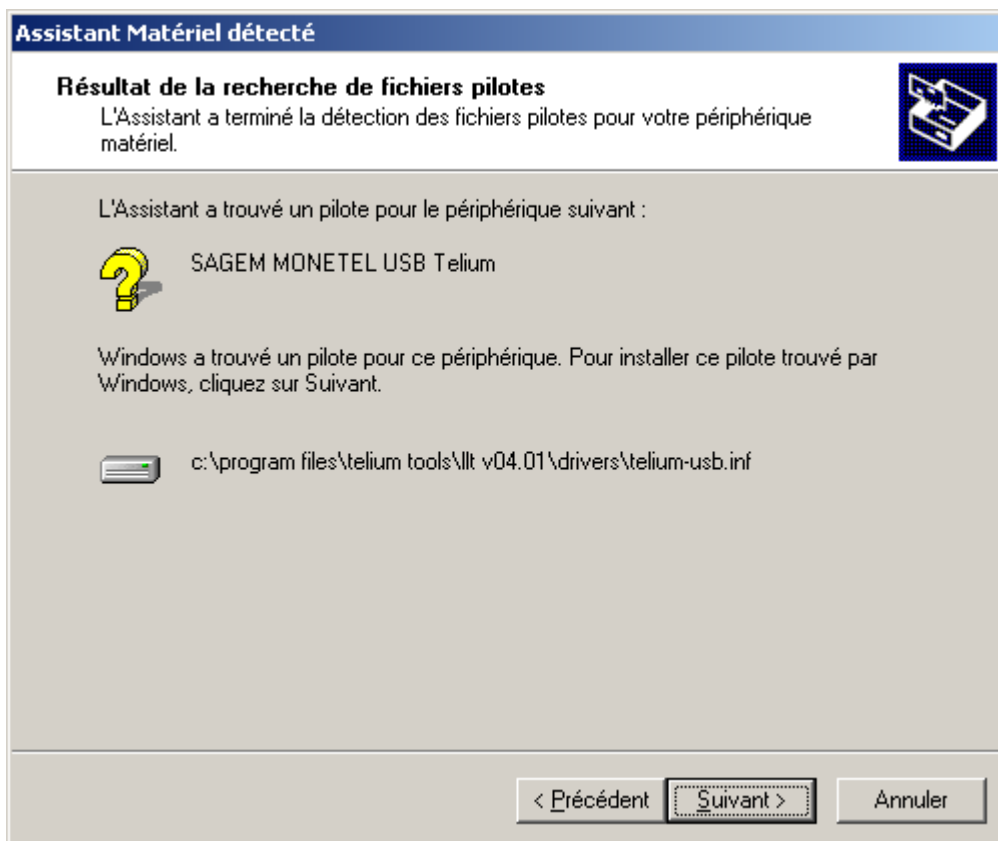 Assistant Matériel détecté
Résultat de la recherche de fichiers pilotes
L'Assistant a terminé la détection des fichiers pilotes pour votre périphérique
matériel.
L'Assistant a trouvé un pilote pour le périphérique suivant :
SAGEM MONETEL USB Telium
Windows a trouvé un pilote pour ce périphérique. Pour installer ce pilote trouvé par
Windows, cliquez sur Suivant.
c:\program files\telium tools\llt v04.01\drivers\telium-usb.inf
< Précédent Suivant > Annuler